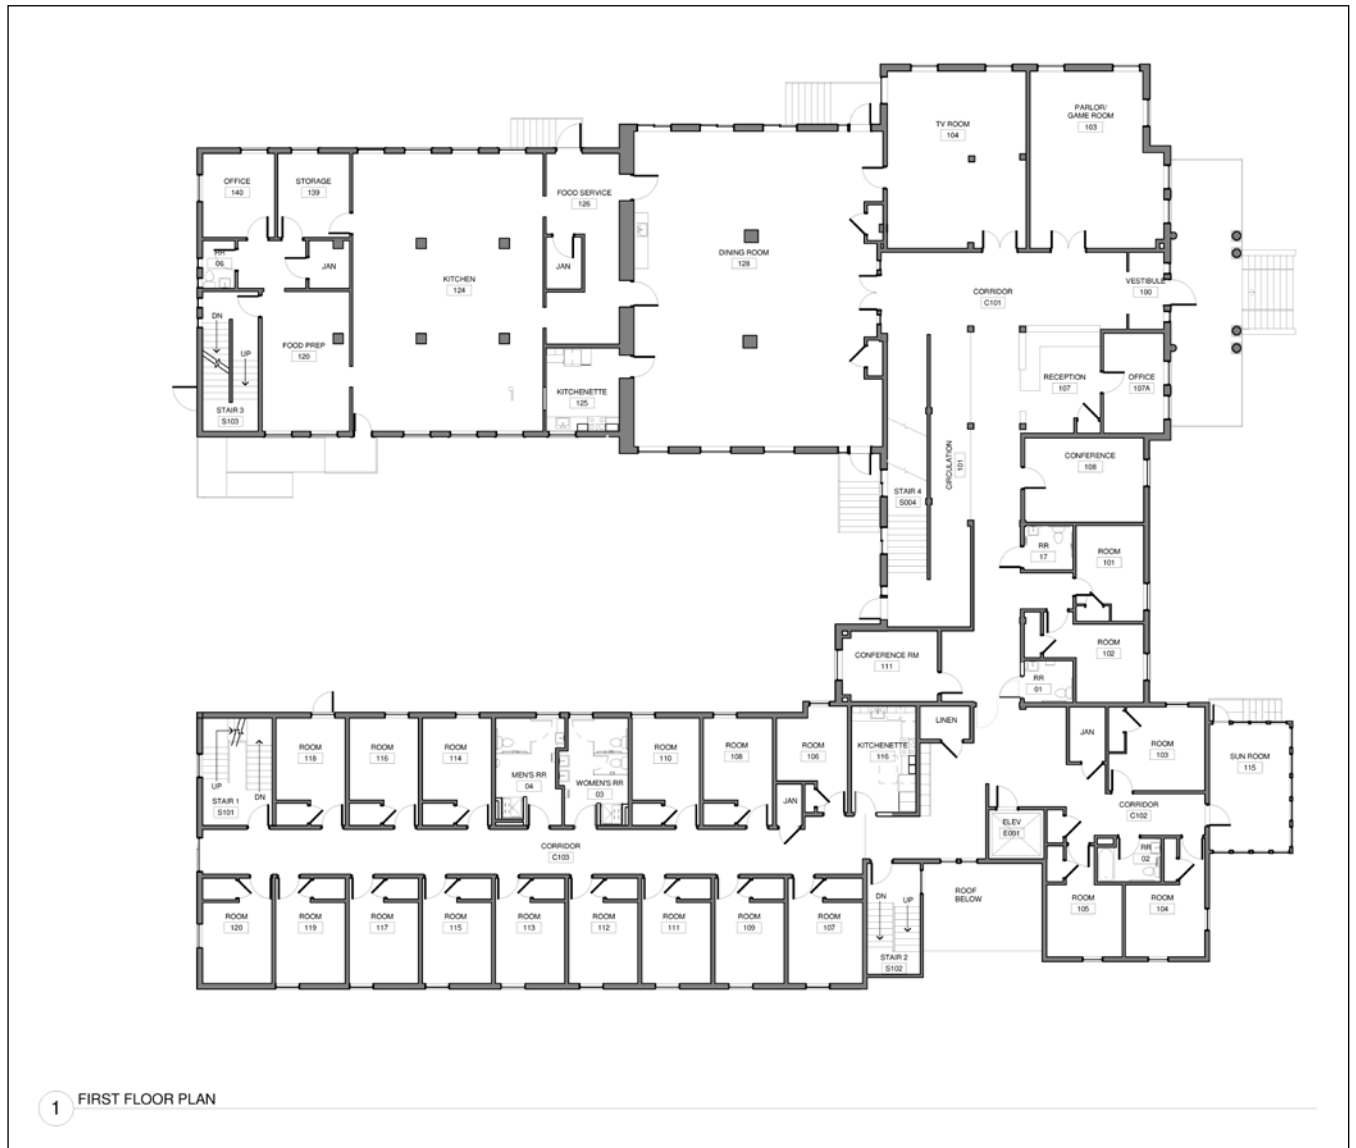 TV ROOM
104
PARLOR/
GAME ROOM
103
OFFICE
140
STORAGE
139
FOOD SERVICE
126
RR
06
JAN
KITCHEN
124
JAN
DINING ROOM
128
CORRIDOR
C101
VESTIBULE
100
DN
UP
FOOD PREP
120
STAIR 3
S103
KITCHENETTE
125
RECEPTION
107
OFFICE
107A
CIRCULATION
101
CONFERENCE
108
STAIR 4
S004
RR
17
ROOM
101
ROOM
102
CONFERENCE RM
111
RR
01
LINEN
JAN
ROOM
103
SUN ROOM
115
ROOM
118
ROOM
116
ROOM
114
MEN'S RR
04
WOMEN'S RR
03
ROOM
110
ROOM
108
ROOM
106
KITCHENETTE
116
UP
DN
STAIR 1
S101
JAN
CORRIDOR
C102
ELEV
E001
CORRIDOR
C103
RR
02
ROOF
BELOW
DN
UP
STAIR 2
S102
ROOM
120
ROOM
119
ROOM
117
ROOM
115
ROOM
113
ROOM
112
ROOM
111
ROOM
109
ROOM
107
ROOM
105
ROOM
104
1 FIRST FLOOR PLAN